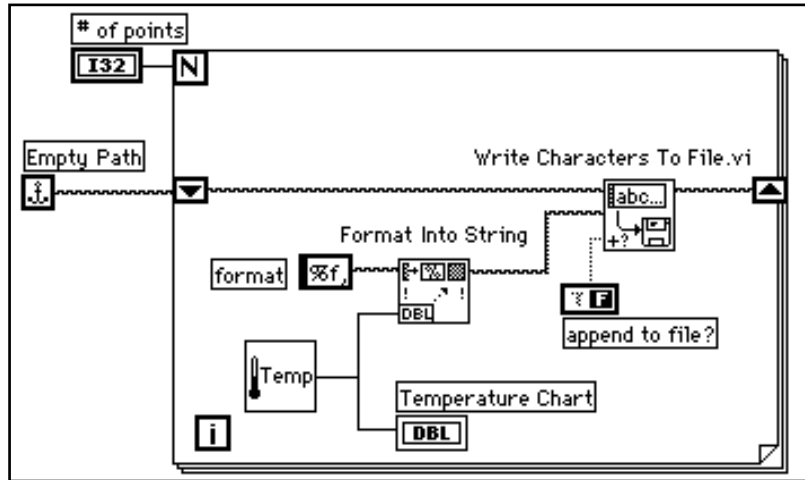 # of points
I32
N
Empty Path
Write Characters To File.vi
abc...
+?
Format Into String
format
%f,
%
! !
DBL
T F
append to file?
Temp
Temperature Chart
DBL
i